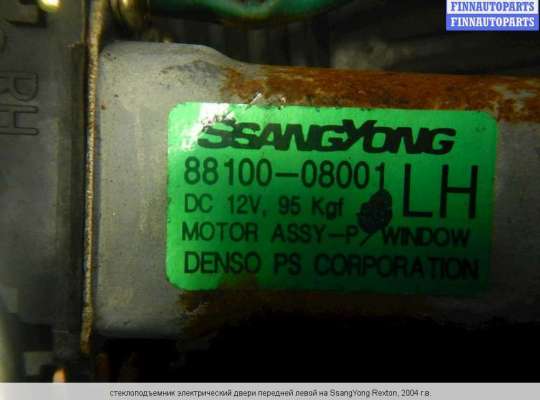 FINNAUTOPARTS
FINNAUTOPARTS
FINNAUTOPARTS
RH
SSANGYONG
88100-08001 LH
DC 12V, 95 Kgf
MOTOR ASSY-P/WINDOW
DENSO PS CORPORATION
стеклоподъемник электрический двери передней левой на SsangYong Rexton, 2004 г.в.